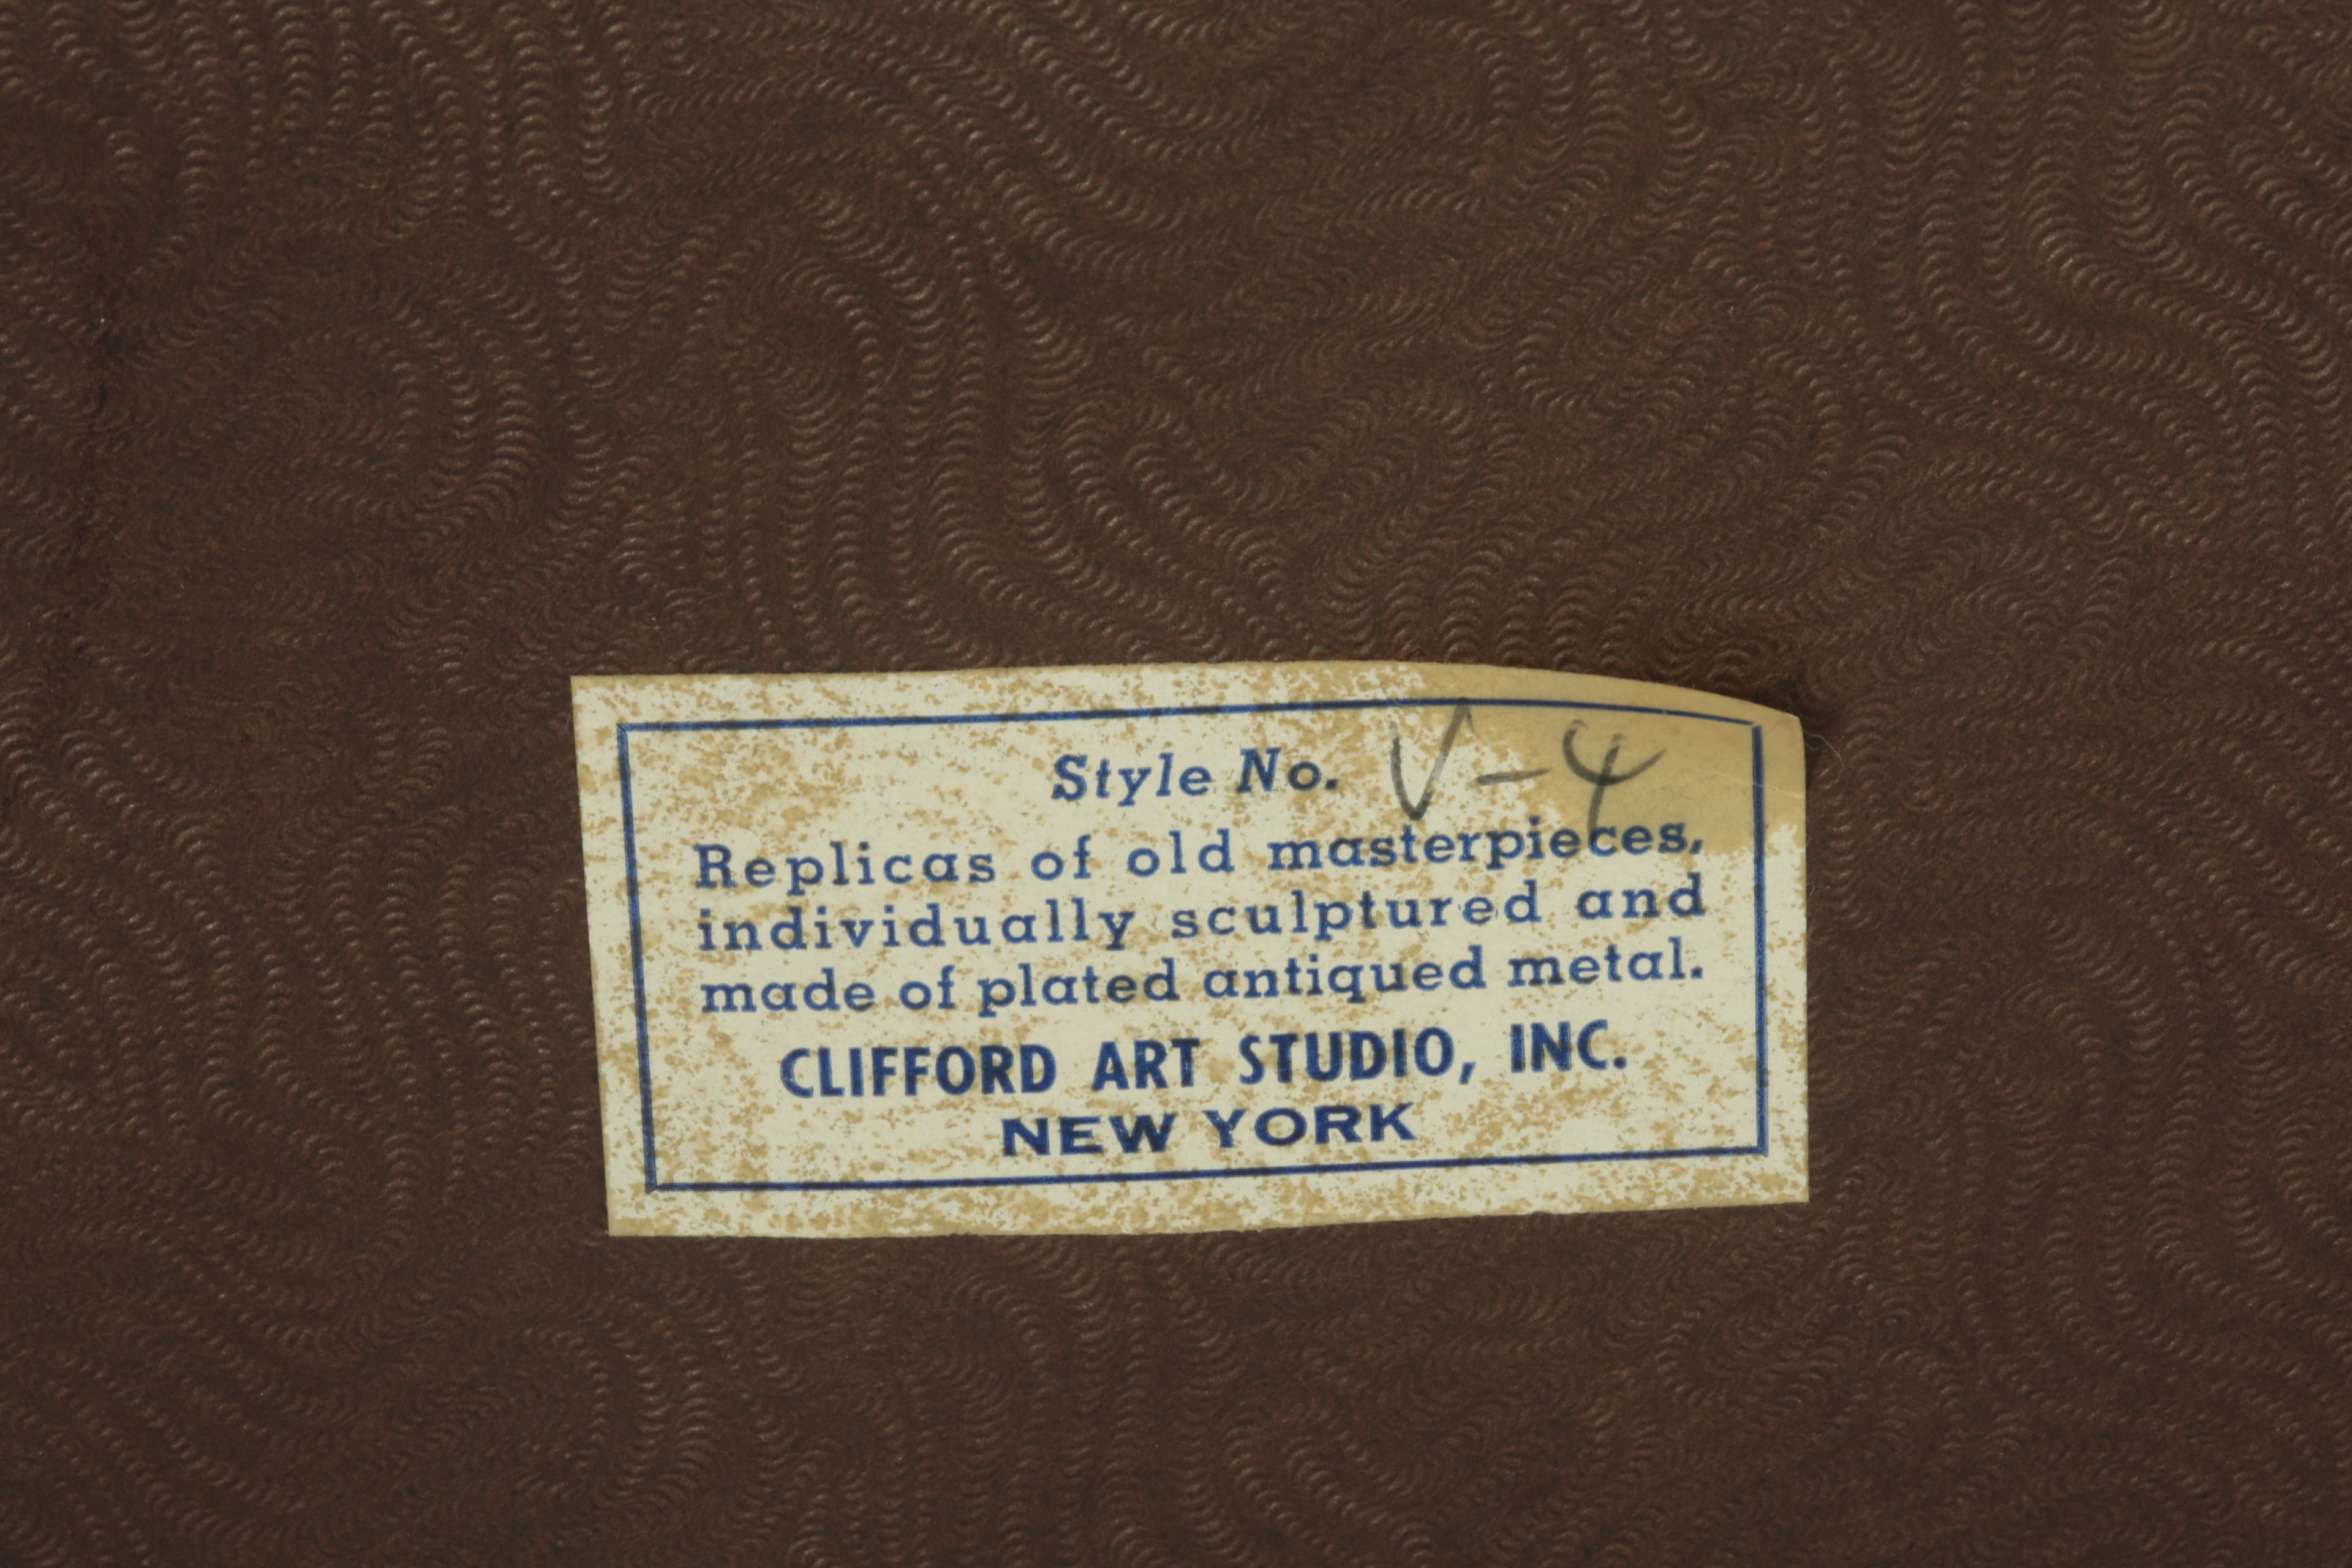 Style No. V-4
Replicas of old masterpieces,
individually sculptured and
made of plated antiqued metal.
CLIFFORD ART STUDIO, INC.
NEW YORK